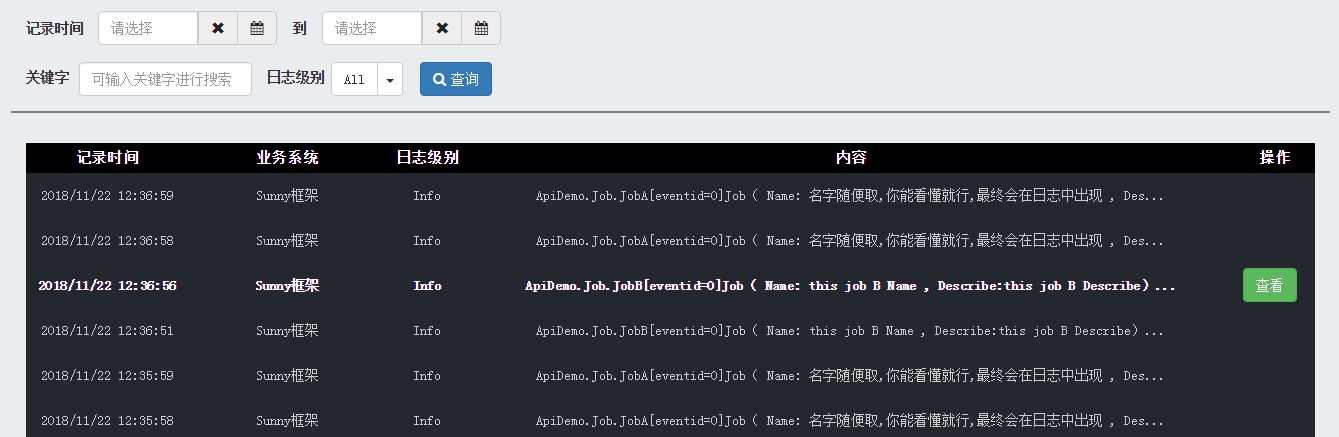 记录时间 请选择 到 请选择
关键字 可输入关键字进行搜索 日志级别 All 查询
记录时间 业务系统 日志级别 内容 操作
2018/11/22 12:36:59 Sunny框架 Info ApiDemo.Job.JobA[eventid=0]Job ( Name: 名字随便取,你能看懂就行,最终会在日志中出现 , Des...
2018/11/22 12:36:58 Sunny框架 Info ApiDemo.Job.JobA[eventid=0]Job ( Name: 名字随便取,你能看懂就行,最终会在日志中出现 , Des...
2018/11/22 12:36:56 Sunny框架 Info ApiDemo.Job.JobB[eventid=0]Job ( Name: this job B Name , Describe:this job B Describe) ... 查看
2018/11/22 12:36:51 Sunny框架 Info ApiDemo.Job.JobB[eventid=0]Job ( Name: this job B Name , Describe:this job B Describe) ...
2018/11/22 12:35:59 Sunny框架 Info ApiDemo.Job.JobA[eventid=0]Job ( Name: 名字随便取,你能看懂就行,最终会在日志中出现 , Des...
2018/11/22 12:35:58 Sunny框架 Info ApiDemo.Job.JobA[eventid=0]Job ( Name: 名字随便取,你能看懂就行,最终会在日志中出现 , Des...